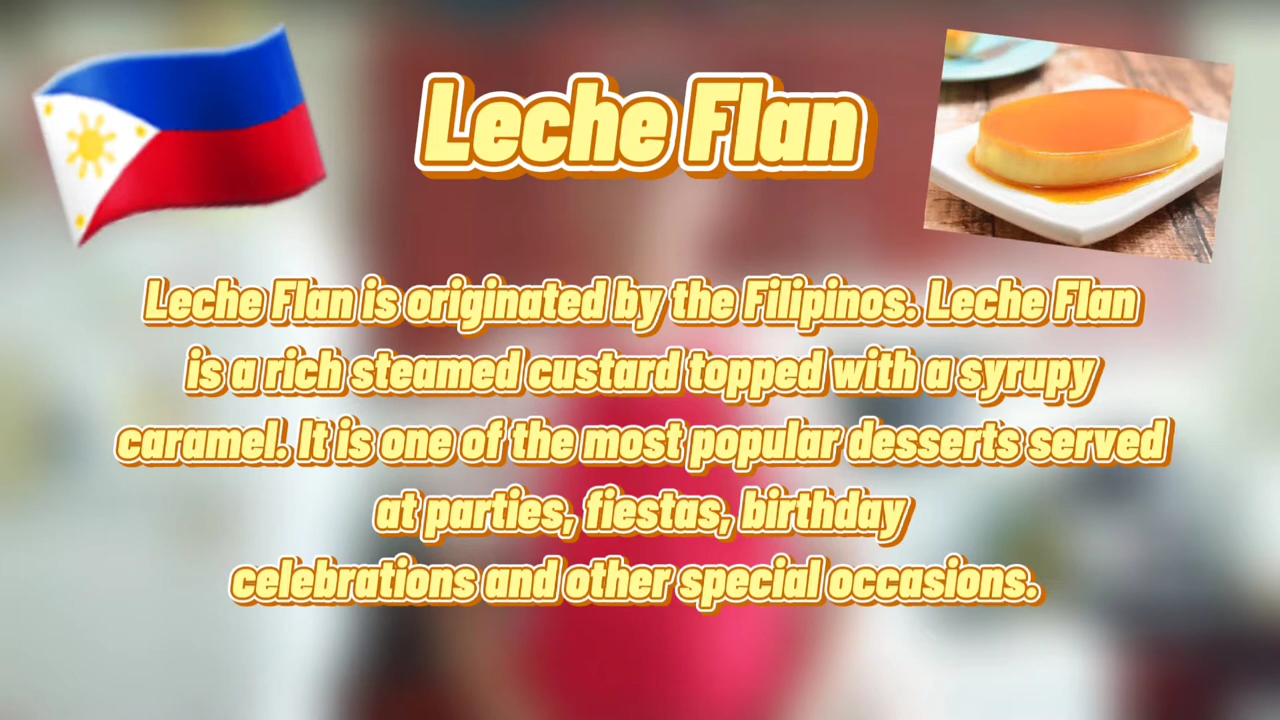 Leche Flan
Leche Flan is originated by the Filipinos. Leche Flan
is a rich steamed custard topped with a syrupy
caramel. It is one of the most popular desserts served
at parties, fiestas, birthday
celebrations and other special occasions.